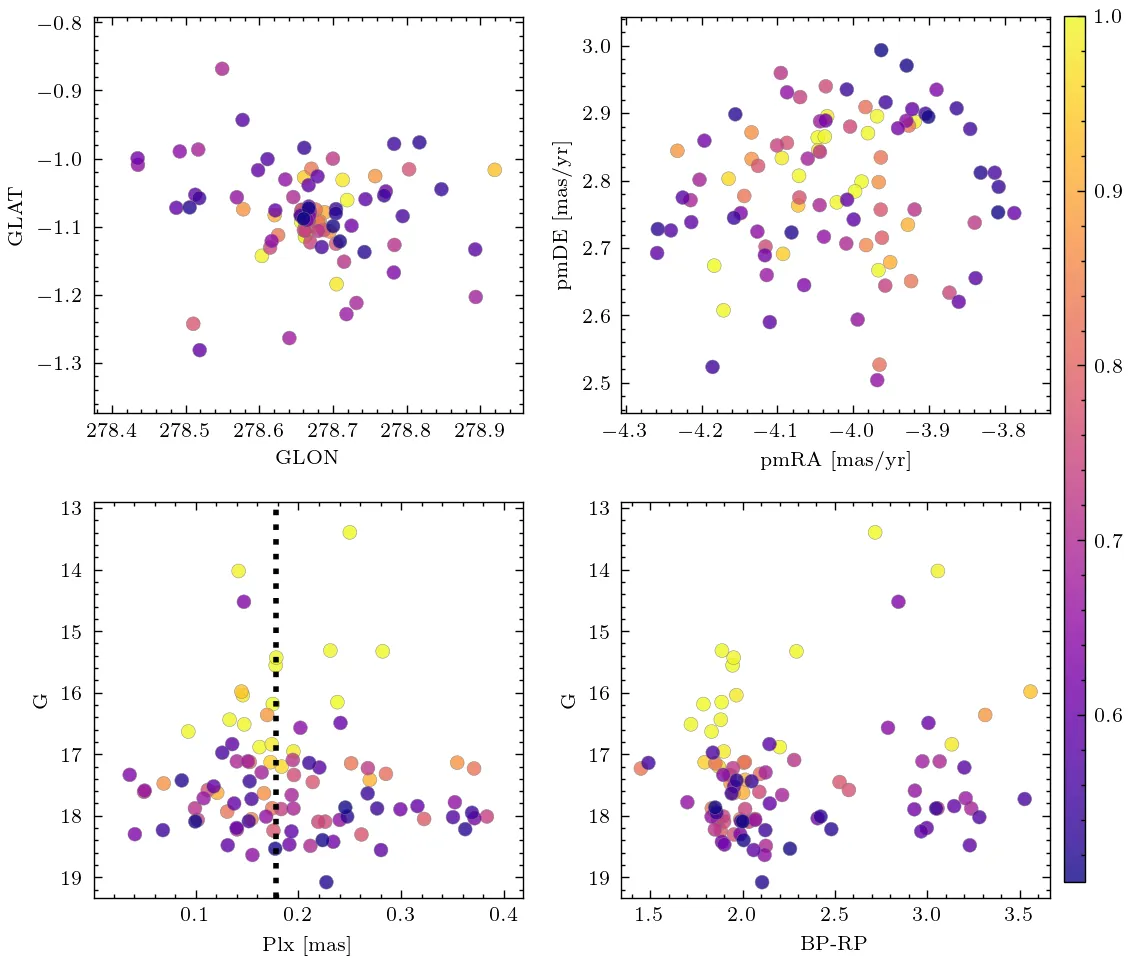 −0.8
−0.9
−1.0
−1.1
−1.2
−1.3
GLAT
278.4 278.5 278.6 278.7 278.8 278.9
GLON
3.0
2.9
2.8
2.7
2.6
2.5
pmDE [mas/yr]
−4.3 −4.2 −4.1 −4.0 −3.9 −3.8
pmRA [mas/yr]
1.0
0.9
0.8
0.7
0.6
13
14
15
16
17
18
19
G
0.1 0.2 0.3 0.4
Plx [mas]
13
14
15
16
17
18
19
G
1.5 2.0 2.5 3.0 3.5
BP-RP